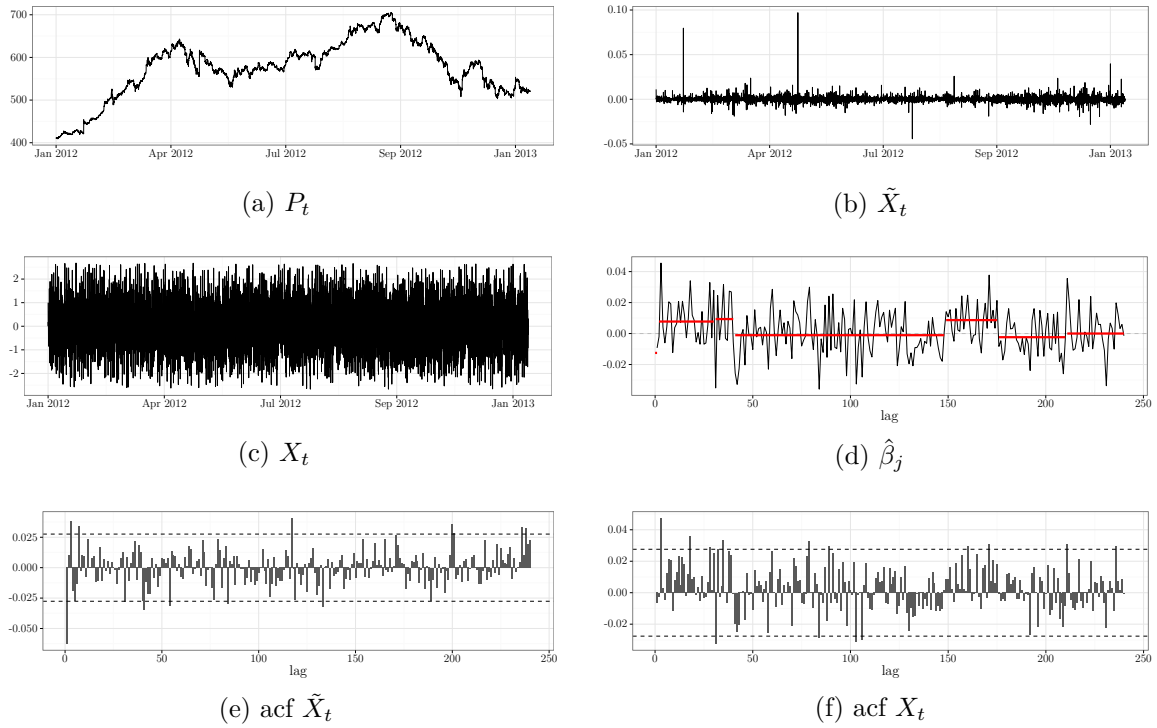 700
600
500
400
Jan 2012 Apr 2012 Jul 2012 Sep 2012 Jan 2013
(a) P_t
0.10
0.05
0.00
-0.05
Jan 2012 Apr 2012 Jul 2012 Sep 2012 Jan 2013
(b) X̃_t
2
1
0
-1
-2
Jan 2012 Apr 2012 Jul 2012 Sep 2012 Jan 2013
(c) X_t
0.04
0.02
0.00
-0.02
0 50 100 150 200 250
lag
(d) β̂_j
0.025
0.000
-0.025
-0.050
0 50 100 150 200 250
lag
(e) acf X̃_t
0.04
0.02
0.00
-0.02
0 50 100 150 200 250
lag
(f) acf X_t